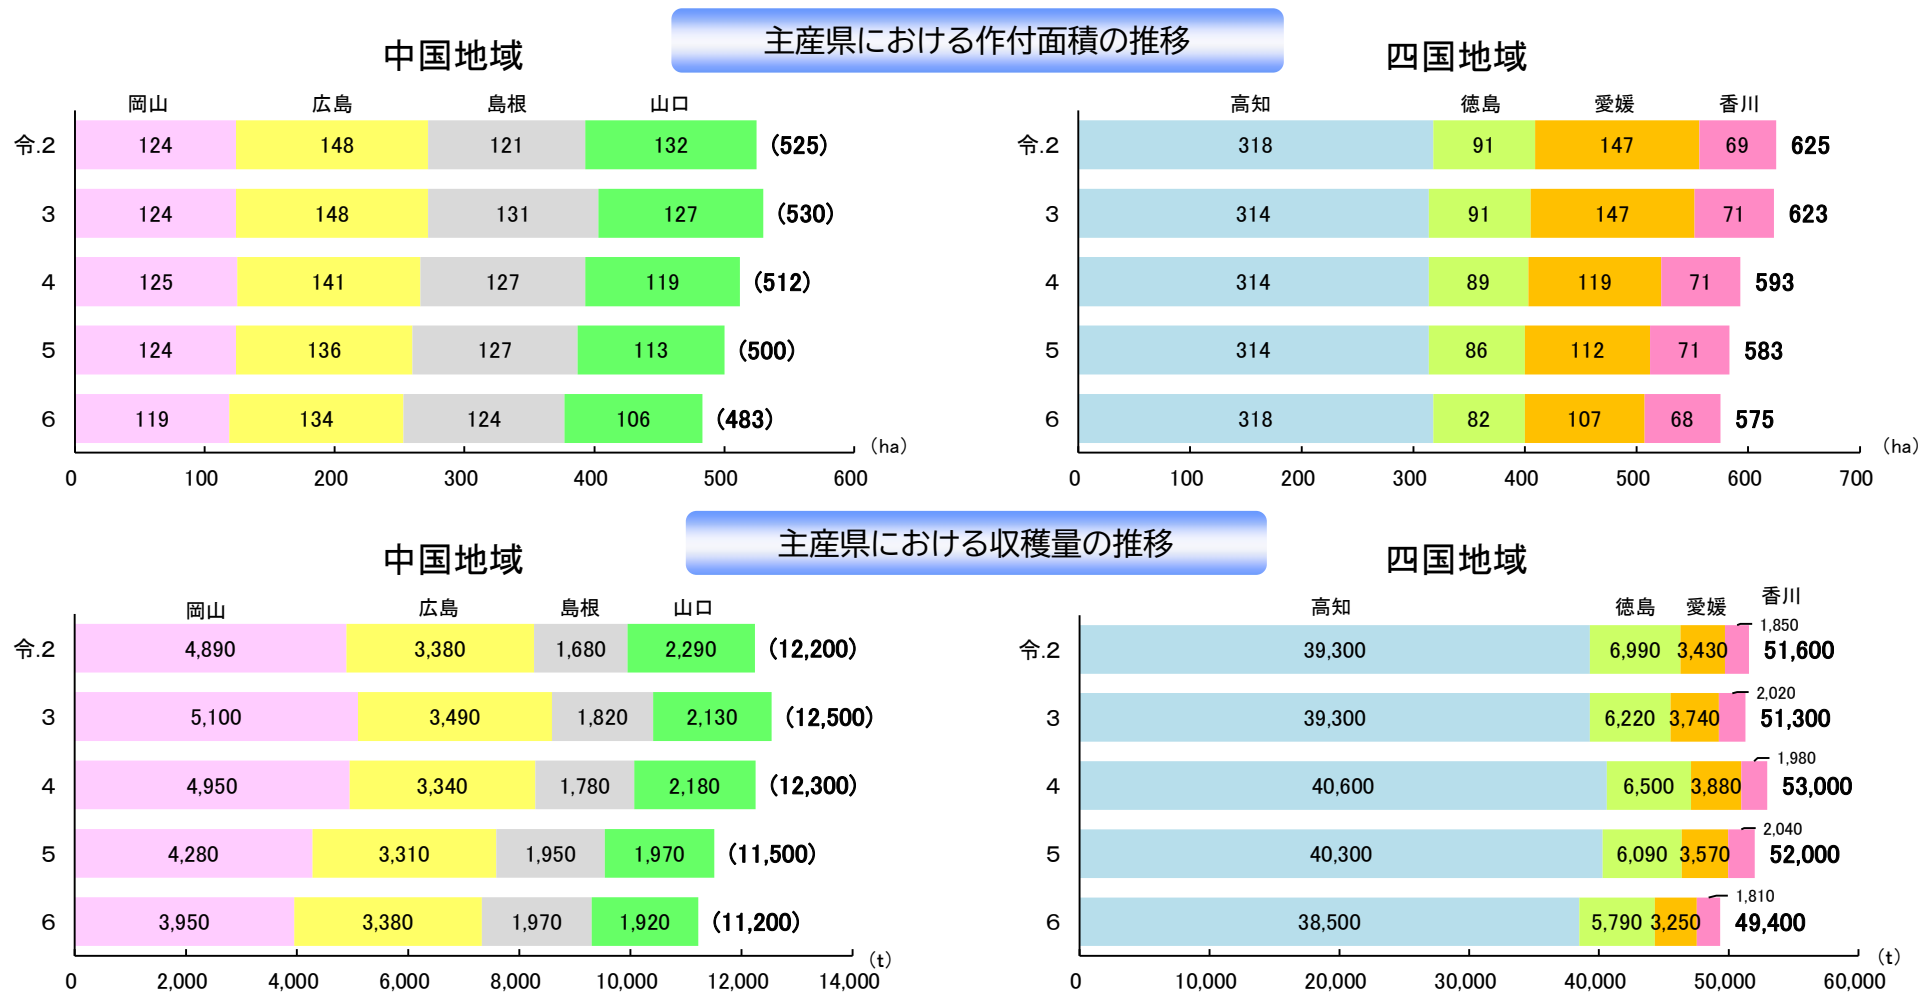 主産県における作付面積の推移
中国地域
岡山 広島 島根 山口
令.2 124 148 121 132 (525)
3 124 148 131 127 (530)
4 125 141 127 119 (512)
5 124 136 127 113 (500)
6 119 134 124 106 (483)
(ha)
0 100 200 300 400 500 600
四国地域
高知 徳島 愛媛 香川
令.2 318 91 147 69 625
3 314 91 147 71 623
4 314 89 119 71 593
5 314 86 112 71 583
6 318 82 107 68 575
(ha)
0 100 200 300 400 500 600 700
主産県における収穫量の推移
中国地域
岡山 広島 島根 山口
令.2 4,890 3,380 1,680 2,290 (12,200)
3 5,100 3,490 1,820 2,130 (12,500)
4 4,950 3,340 1,780 2,180 (12,300)
5 4,280 3,310 1,950 1,970 (11,500)
6 3,950 3,380 1,970 1,920 (11,200)
(t)
0 2,000 4,000 6,000 8,000 10,000 12,000 14,000
四国地域
高知 徳島 愛媛 香川
令.2 39,300 6,990 3,430 1,850 51,600
3 39,300 6,220 3,740 2,020 51,300
4 40,600 6,500 3,880 1,980 53,000
5 40,300 6,090 3,570 2,040 52,000
6 38,500 5,790 3,250 1,810 49,400
(t)
0 10,000 20,000 30,000 40,000 50,000 60,000